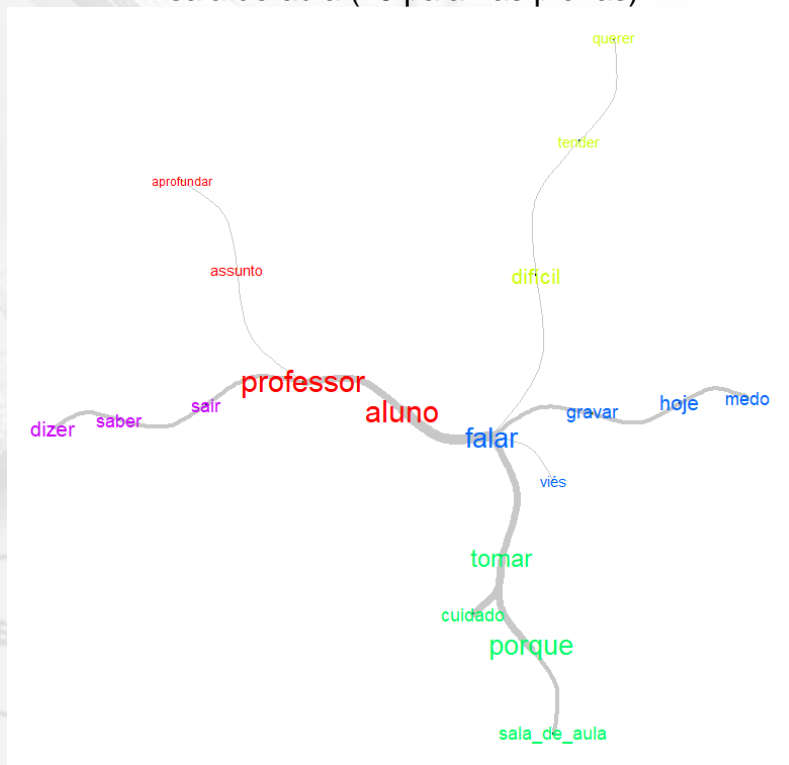 querer
tender
aprofundar
assunto
difícil
professor
aluno
sair
saber
dizer
falar
gravar
hoje
medo
viés
tomar
cuidado
porque
sala_de_aula